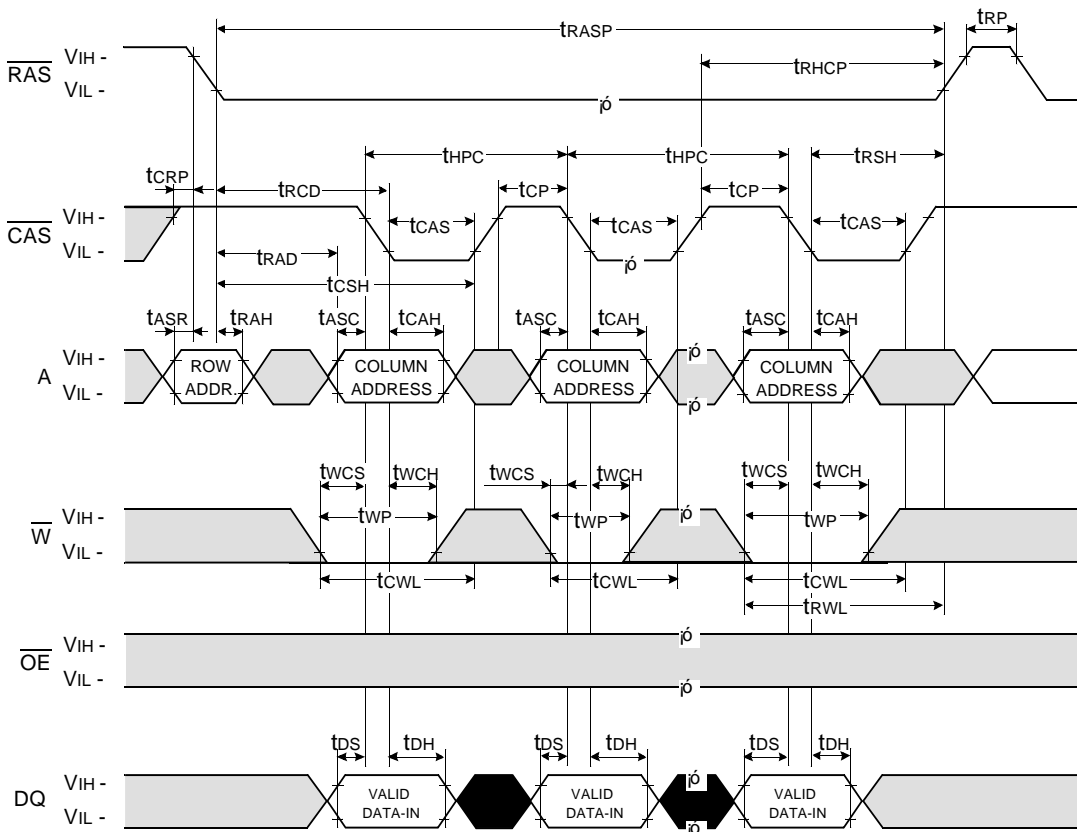 tRASP
tRP
RAS
VIH -
VIL -
tRHCP
¡ó
tHPC
tHPC
tRSH
tCRP
tRCD
tCP
tCP
CAS
VIH -
VIL -
tCAS
tCAS
tCAS
tRAD
¡ó
tCSH
tASR
tRAH
tASC
tCAH
tASC
tCAH
tASC
tCAH
A
VIH -
VIL -
ROW
ADDR.
COLUMN
ADDRESS
COLUMN
ADDRESS
¡ó
¡ó
COLUMN
ADDRESS
tWCS
tWCH
tWCS
tWCH
tWCS
tWCH
tWP
tWP
tWP
W
VIH -
VIL -
¡ó
tCWL
tCWL
tCWL
tRWL
OE
VIH -
VIL -
¡ó
¡ó
tDS
tDH
tDS
tDH
tDS
tDH
DQ
VIH -
VIL -
VALID
DATA-IN
VALID
DATA-IN
¡ó
¡ó
VALID
DATA-IN